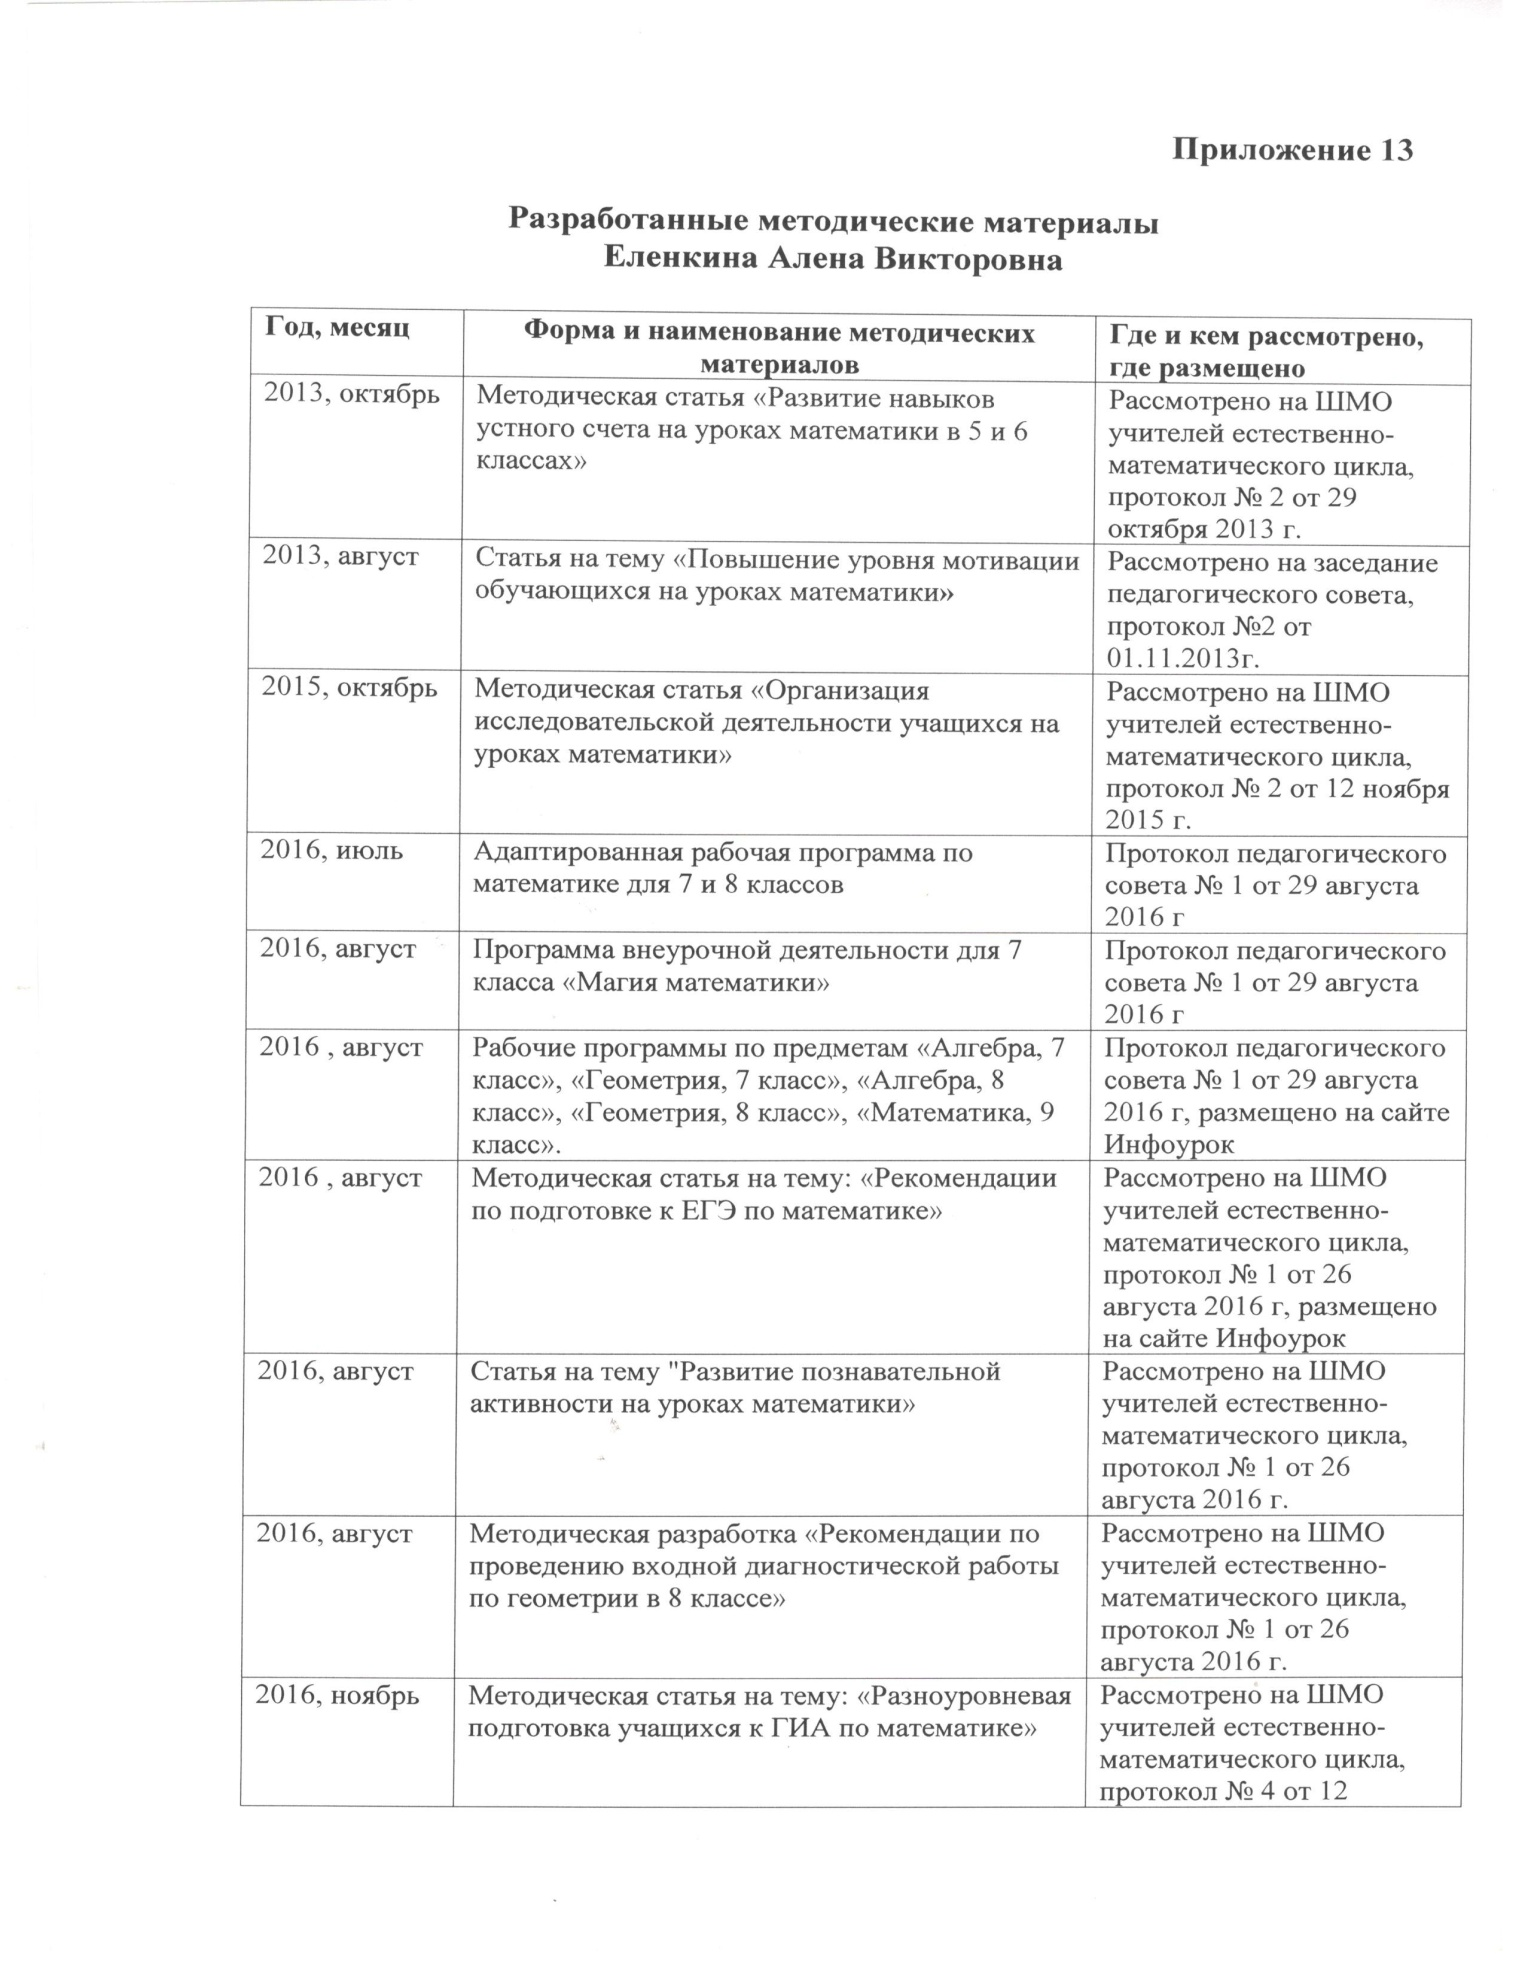 Приложение 13
Разработанные методические материалы
Еленкина Алена Викторовна
Год, месяц
Форма и наименование методических
материалов
Где и кем рассмотрено,
где размещено
2013, октябрь
Методическая статья «Развитие навыков
устного счета на уроках математики в 5 и 6
классах»
Рассмотрено на ШМО
учителей естественно-
математического цикла,
протокол № 2 от 29
октября 2013 г.
2013, август
Статья на тему «Повышение уровня мотивации
обучающихся на уроках математики»
Рассмотрено на заседание
педагогического совета,
протокол №2 от
01.11.2013г.
2015, октябрь
Методическая статья «Организация
исследовательской деятельности учащихся на
уроках математики»
Рассмотрено на ШМО
учителей естественно-
математического цикла,
протокол № 2 от 12 ноября
2015 г.
2016, июль
Адаптированная рабочая программа по
математике для 7 и 8 классов
Протокол педагогического
совета № 1 от 29 августа
2016 г
2016, август
Программа внеурочной деятельности для 7
класса «Магия математики»
Протокол педагогического
совета № 1 от 29 августа
2016 г
2016 , август
Рабочие программы по предметам «Алгебра, 7
класс», «Геометрия, 7 класс», «Алгебра, 8
класс», «Геометрия, 8 класс», «Математика, 9
класс».
Протокол педагогического
совета № 1 от 29 августа
2016 г, размещено на сайте
Инфоурок
2016 , август
Методическая статья на тему: «Рекомендации
по подготовке к ЕГЭ по математике»
Рассмотрено на ШМО
учителей естественно-
математического цикла,
протокол № 1 от 26
августа 2016 г, размещено
на сайте Инфоурок
2016, август
Статья на тему "Развитие познавательной
активности на уроках математики»
Рассмотрено на ШМО
учителей естественно-
математического цикла,
протокол № 1 от 26
августа 2016 г.
2016, август
Методическая разработка «Рекомендации по
проведению входной диагностической работы
по геометрии в 8 классе»
Рассмотрено на ШМО
учителей естественно-
математического цикла,
протокол № 1 от 26
августа 2016 г.
2016, ноябрь
Методическая статья на тему: «Разноуровневая
подготовка учащихся к ГИА по математике»
Рассмотрено на ШМО
учителей естественно-
математического цикла,
протокол № 4 от 12